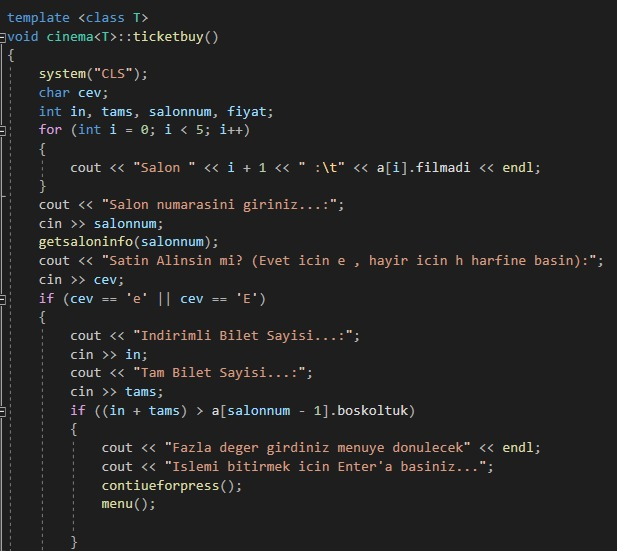 template <class T>
void cinema<T>::ticketbuy()
{
    system("CLS");
    char cev;
    int in, tams, salonnum, fiyat;
    for (int i = 0; i < 5; i++)
    {
        cout << "Salon " << i + 1 << " :\t" << a[i].filmadi << endl;
    }
    cout << "Salon numarasini giriniz...:";
    cin >> salonnum;
    getsaloninfo(salonnum);
    cout << "Satin Alinsin mi? (Evet icin e , hayir icin h harfine basin):";
    cin >> cev;
    if (cev == 'e' || cev == 'E')
    {
        cout << "Indirimli Bilet Sayisi...:";
        cin >> in;
        cout << "Tam Bilet Sayisi...:";
        cin >> tams;
        if ((in + tams) > a[salonnum - 1].boskoltuk)
        {
            cout << "Fazla deger girdiniz menuye donulecek" << endl;
            cout << "Islemi bitirmek icin Enter'a basiniz...";
            contiueforpress();
            menu();
        }